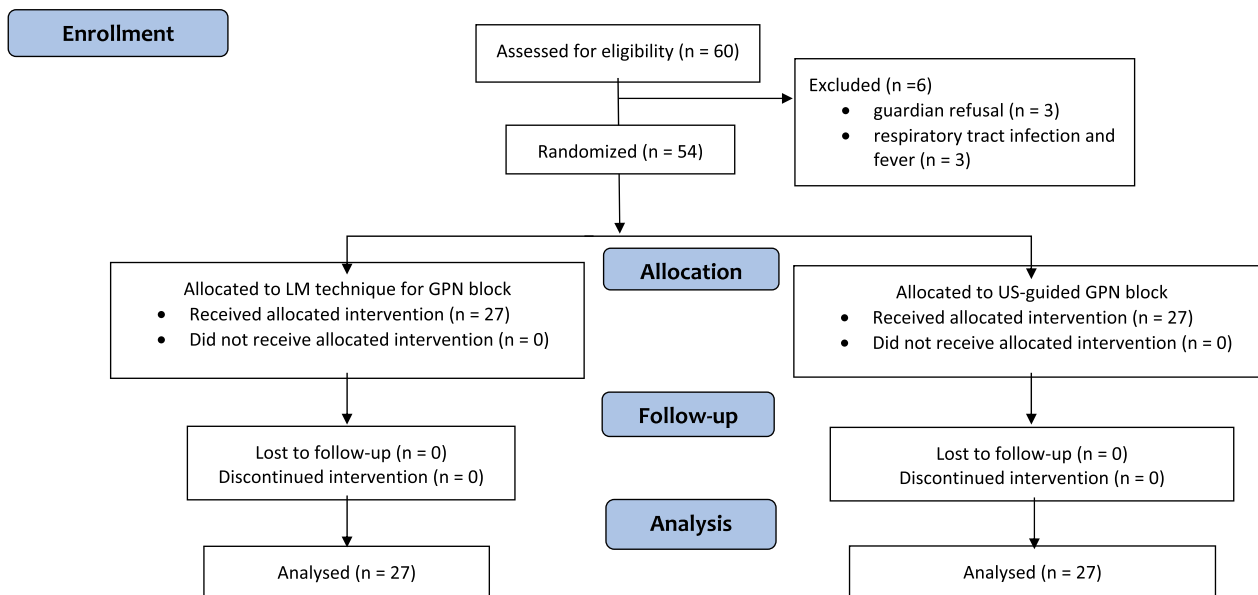 Enrollment
Assessed for eligibility (n = 60)
Excluded (n =6)
• guardian refusal (n = 3)
• respiratory tract infection and
fever (n = 3)
Randomized (n = 54)
Allocation
Allocated to LM technique for GPN block
• Received allocated intervention (n = 27)
• Did not receive allocated intervention (n = 0)
Allocated to US-guided GPN block
• Received allocated intervention (n = 27)
• Did not receive allocated intervention (n = 0)
Follow-up
Lost to follow-up (n = 0)
Discontinued intervention (n = 0)
Lost to follow-up (n = 0)
Discontinued intervention (n = 0)
Analysis
Analysed (n = 27)
Analysed (n = 27)